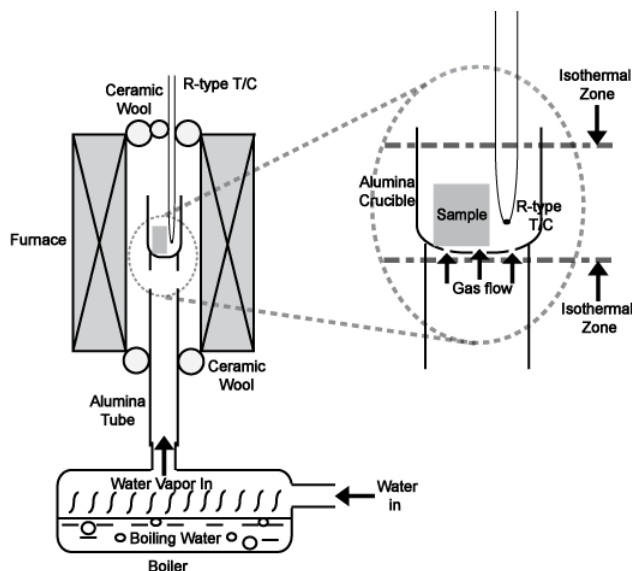 Ceramic
Wool
R-type T/C
Furnace
Ceramic
Wool
Alumina
Tube
Water Vapor In
Boiling Water
Boiler
Water
in
Isothermal
Zone
Alumina
Crucible
Sample
R-type
T/C
Gas flow
Isothermal
Zone